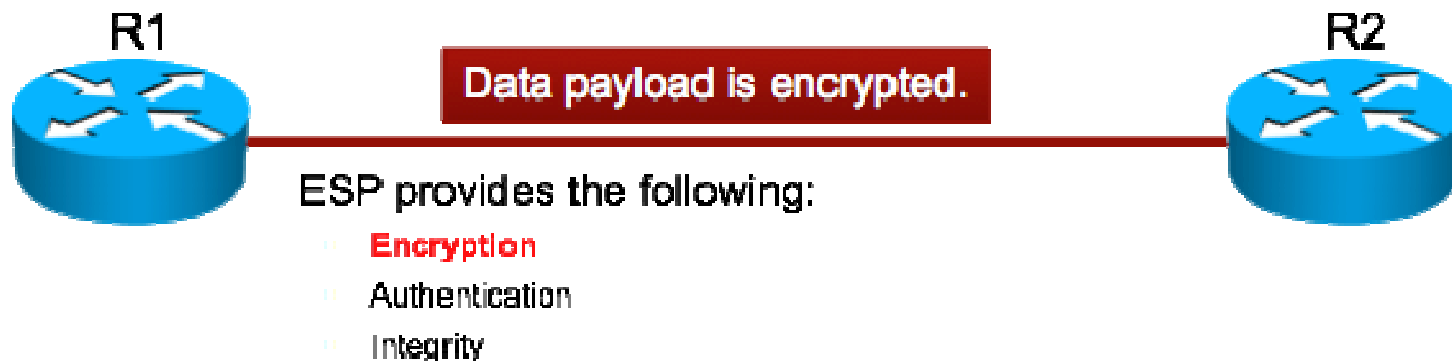 R1
R2
Data payload is encrypted.
ESP provides the following:
Encryption
Authentication
Integrity